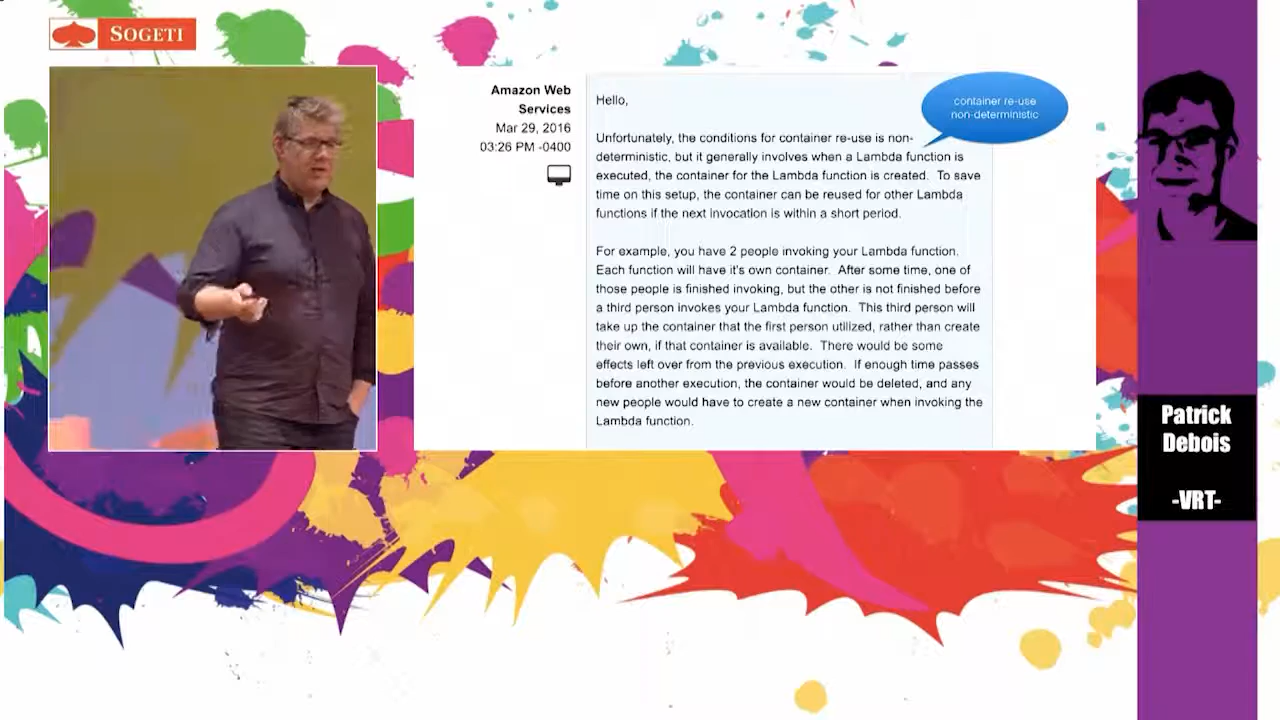 SOGETI
Amazon Web
Services
Mar 29, 2016
03:26 PM -0400
Hello,
Unfortunately, the conditions for container re-use is non-
deterministic, but it generally involves when a Lambda function is
executed, the container for the Lambda function is created.  To save
time on this setup, the container can be reused for other Lambda
functions if the next invocation is within a short period.
For example, you have 2 people invoking your Lambda function.
Each function will have it's own container.  After some time, one of
those people is finished invoking, but the other is not finished before
a third person invokes your Lambda function.  This third person will
take up the container that the first person utilized, rather than create
their own, if that container is available.  There would be some
effects left over from the previous execution.  If enough time passes
before another execution, the container would be deleted, and any
new people would have to create a new container when invoking the
Lambda function.
container re-use
non-deterministic
Patrick
Debois
-VRT-